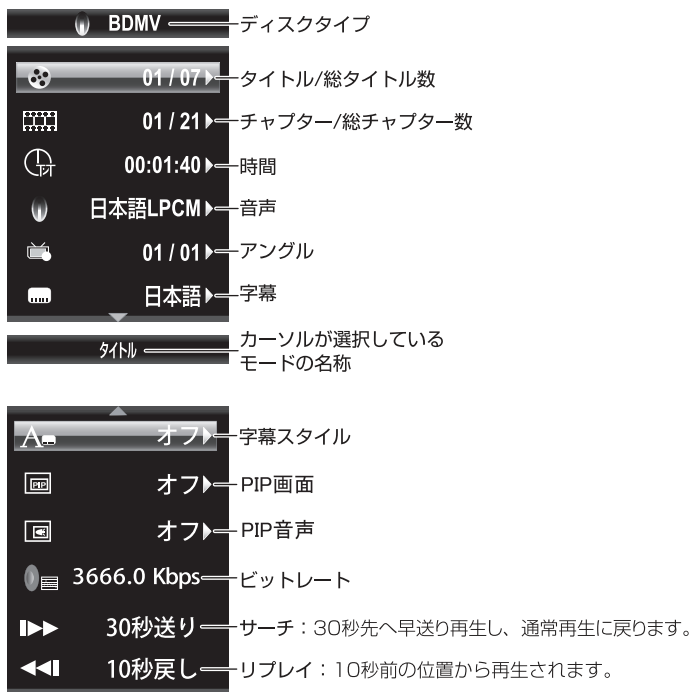 BDMV ディスクタイプ
01 / 07 タイトル/総タイトル数
01 / 21 チャプター/総チャプター数
00:01:40 時間
日本語LPCM 音声
01 / 01 アングル
日本語 字幕
タイトル カーソルが選択している
モードの名称
A オフ 字幕スタイル
PIP オフ PIP画面
オフ PIP音声
3666.0 Kbps ビットレート
30秒送り サーチ：30秒先へ早送り再生し、通常再生に戻ります。
10秒戻し リプレイ：10秒前の位置から再生されます。